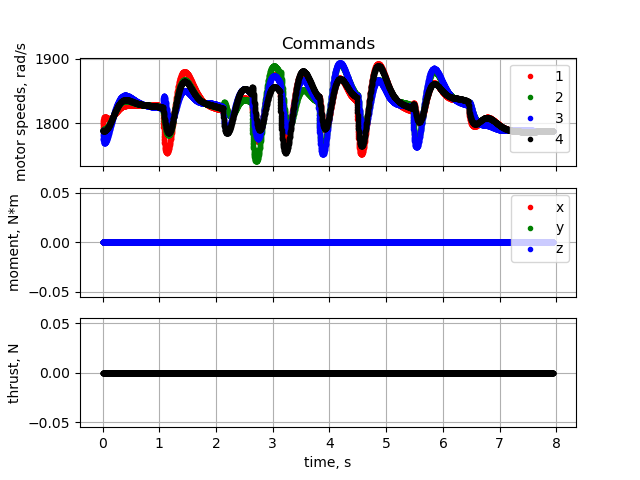 Commands
motor speeds, rad/s
1900
1800
1
2
3
4
moment, N*m
0.05
0.00
−0.05
x
y
z
thrust, N
0.05
0.00
−0.05
0 1 2 3 4 5 6 7 8
time, s